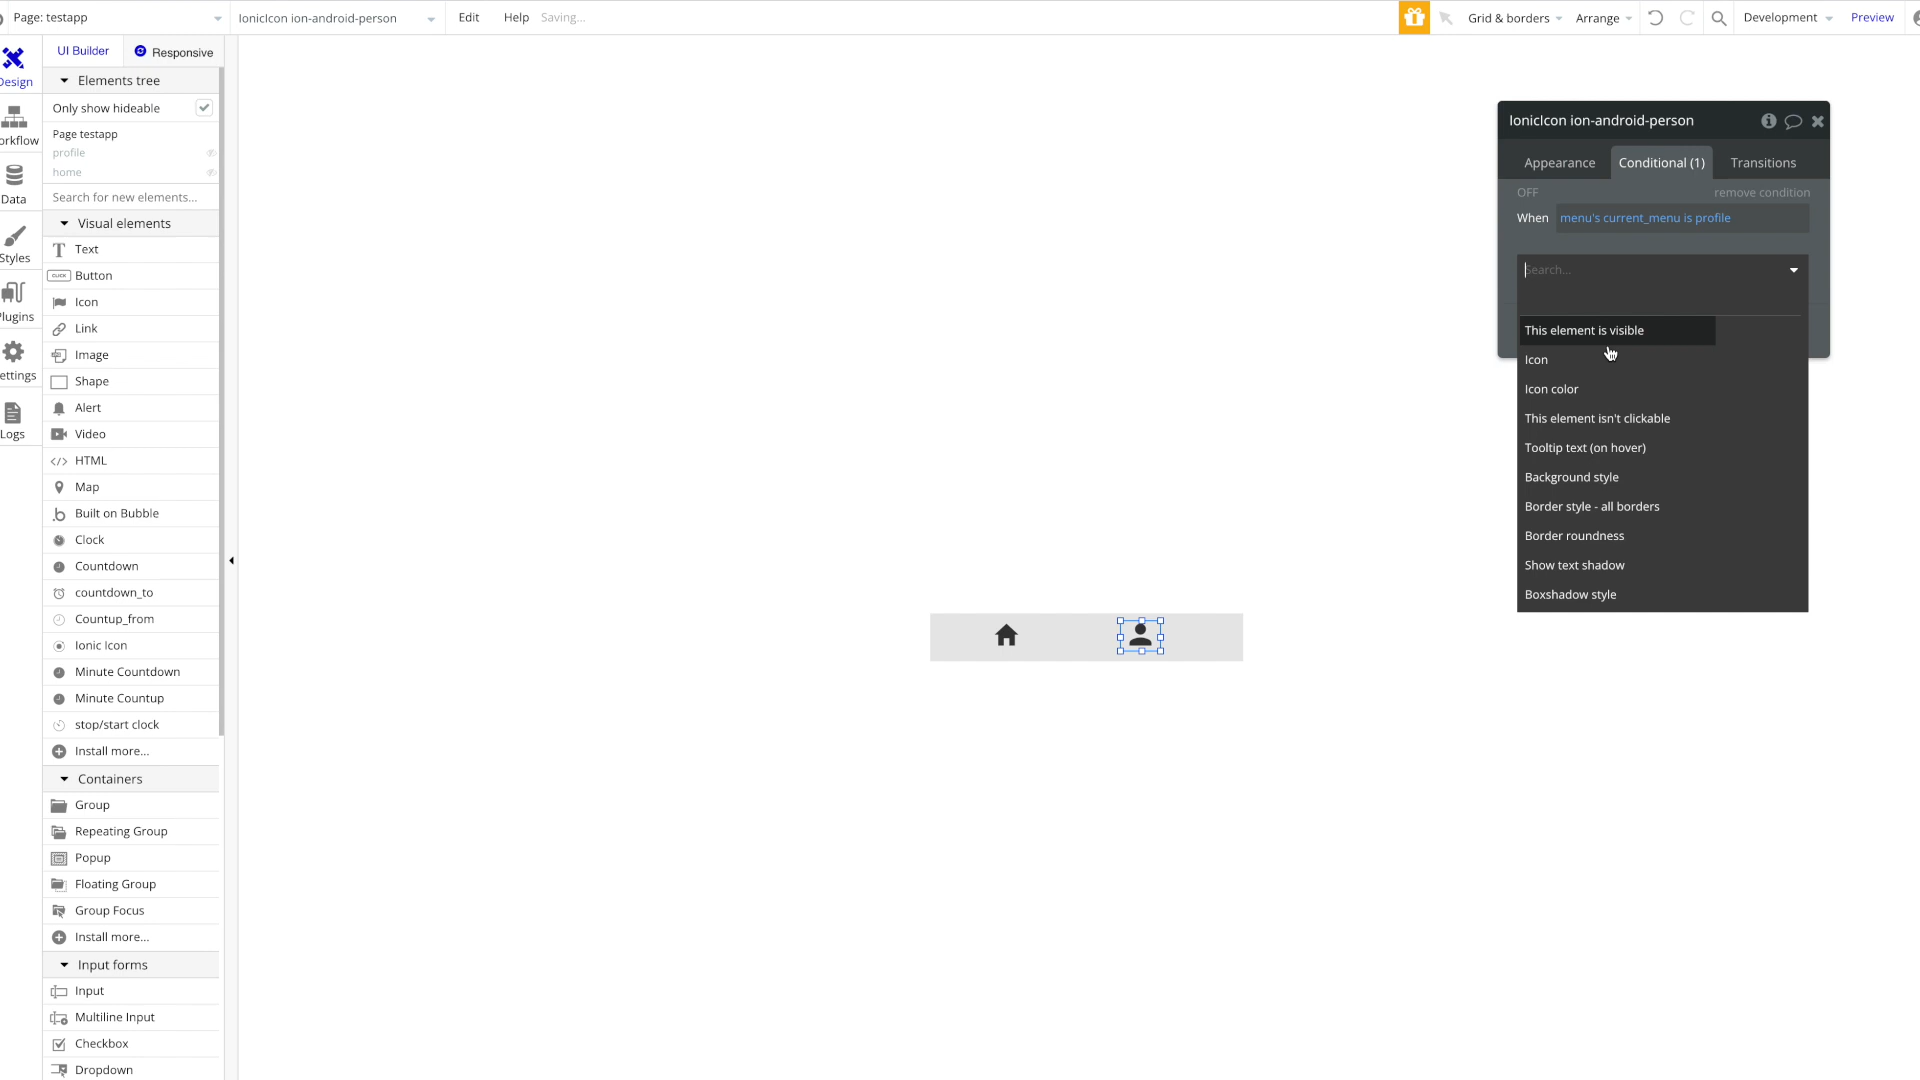 Page: testapp
IonicIcon ion-android-person
Edit
Help
Saving...
Grid & borders
Arrange
Development
Preview
Design
UI Builder
Responsive
Elements tree
Only show hideable
Page testapp
profile
home
Search for new elements...
Visual elements
Text
CLICK Button
Icon
Link
Image
Shape
Alert
Video
HTML
Map
Built on Bubble
Clock
Countdown
countdown_to
Countup_from
Ionic Icon
Minute Countdown
Minute Countup
stop/start clock
Install more...
Containers
Group
Repeating Group
Popup
Floating Group
Group Focus
Install more...
Input forms
Input
Multiline Input
Checkbox
Dropdown
orkflow
Data
Styles
Plugins
ettings
Logs
IonicIcon ion-android-person
Appearance
Conditional (1)
Transitions
OFF
remove condition
When menu's current_menu is profile
Search...
This element is visible
Icon
Icon color
This element isn't clickable
Tooltip text (on hover)
Background style
Border style - all borders
Border roundness
Show text shadow
Boxshadow style